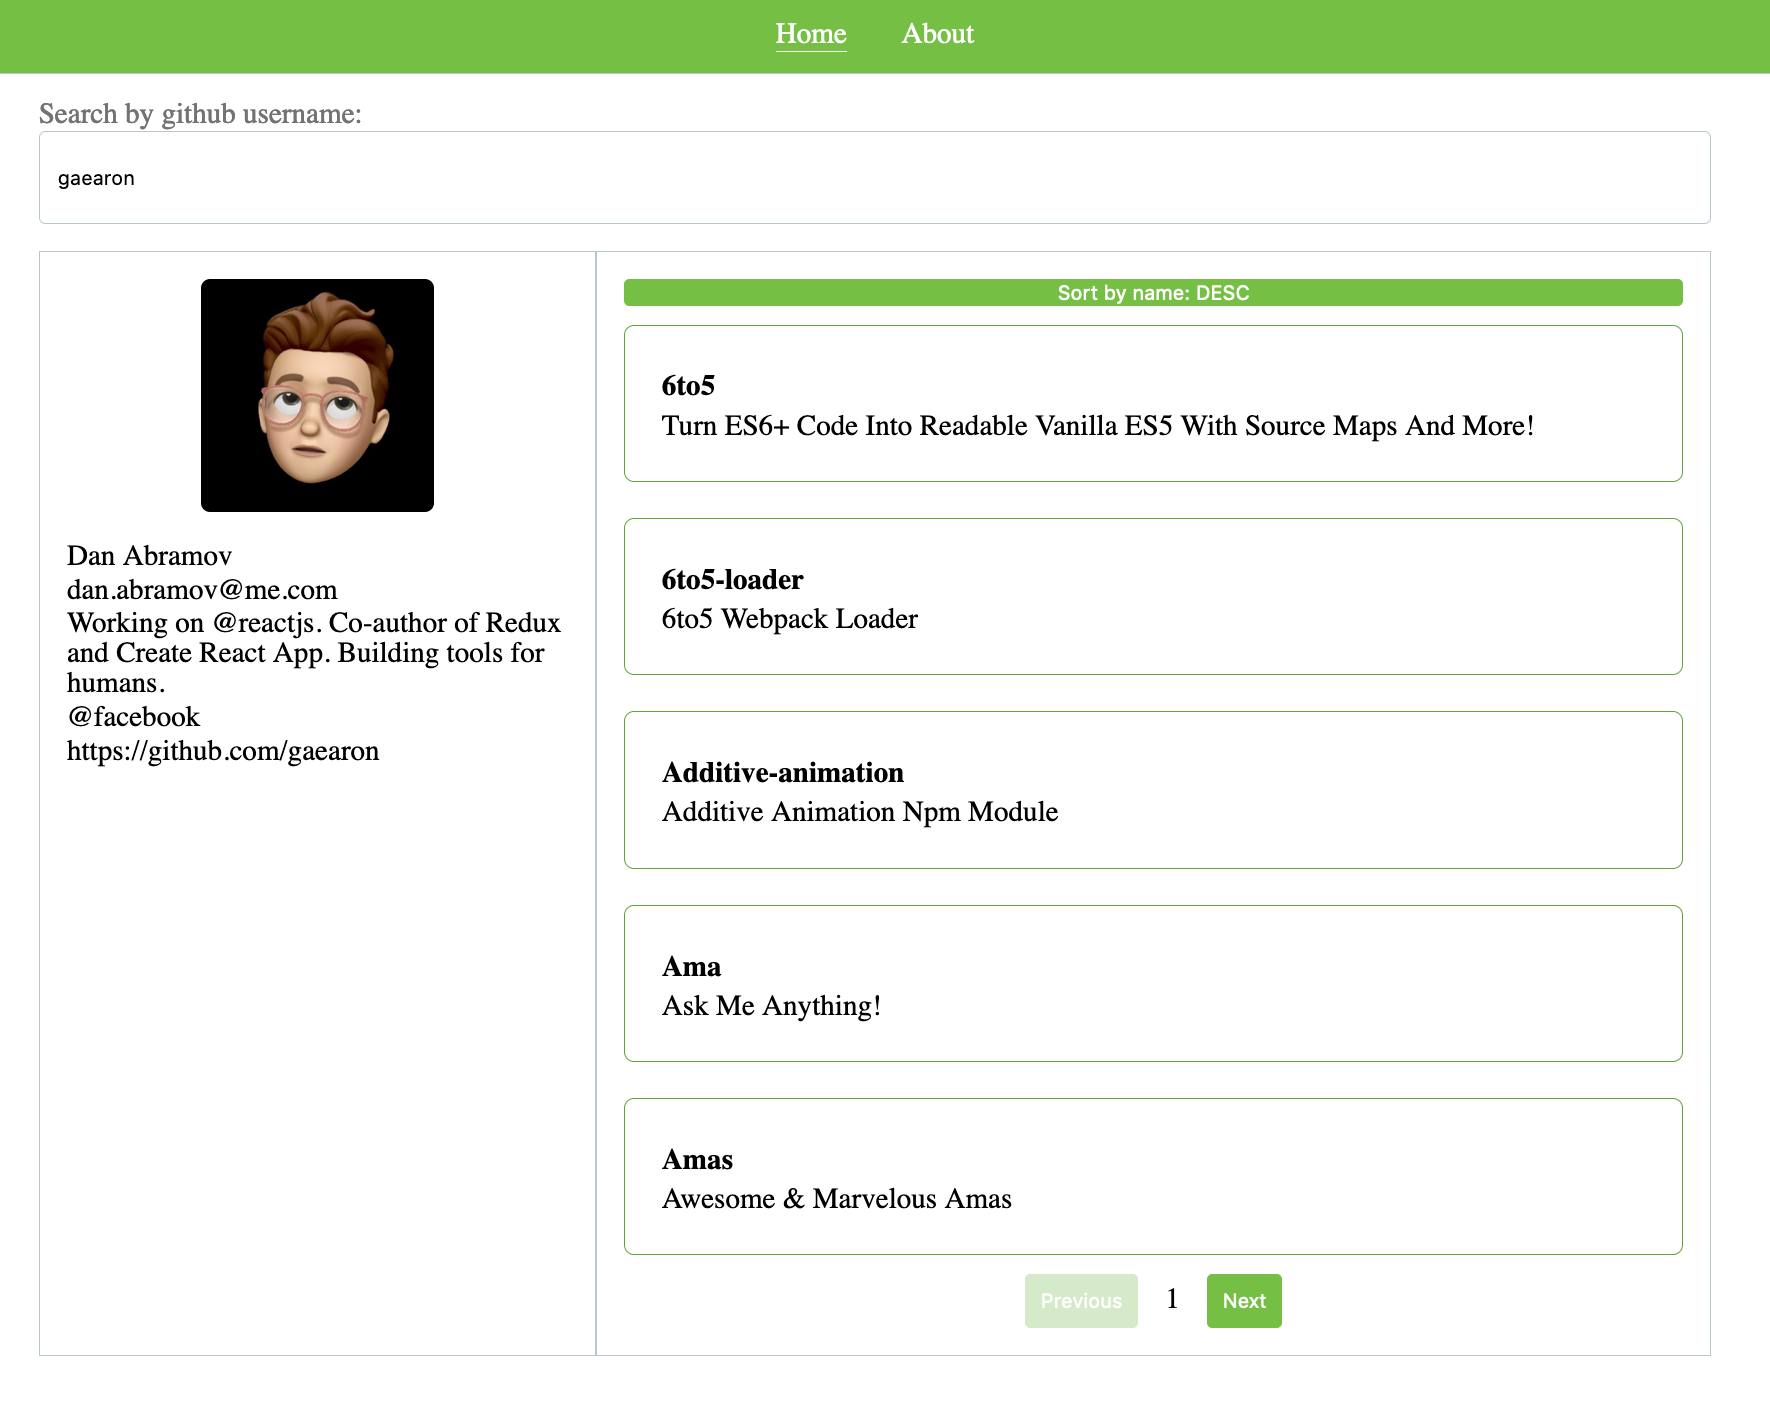 Home About
Search by github username:
gaearon
Dan Abramov
dan.abramov@me.com
Working on @reactjs. Co-author of Redux
and Create React App. Building tools for
humans.
@facebook
https://github.com/gaearon
Sort by name: DESC
6to5
Turn ES6+ Code Into Readable Vanilla ES5 With Source Maps And More!
6to5-loader
6to5 Webpack Loader
Additive-animation
Additive Animation Npm Module
Ama
Ask Me Anything!
Amas
Awesome & Marvelous Amas
Previous 1 Next